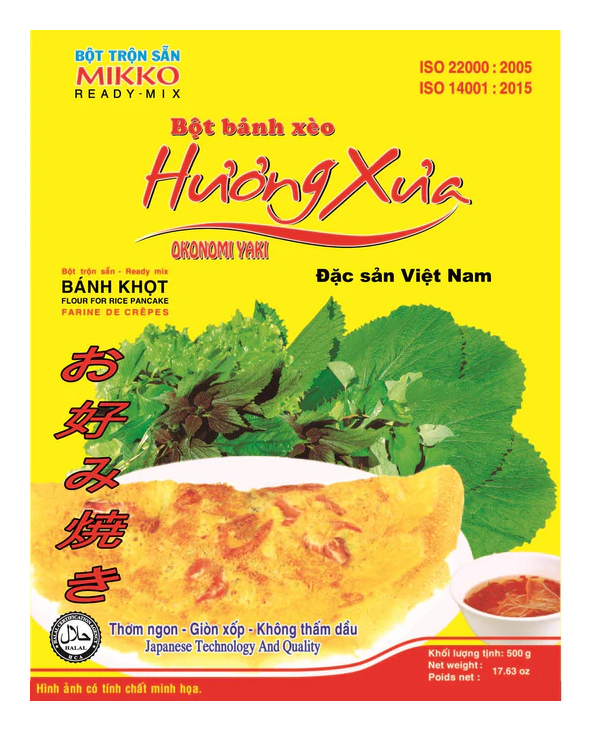 BỘT TRỘN SẴN
MIKKO
READY-MIX
ISO 22000 : 2005
ISO 14001 : 2015
Bột bánh xèo
Hương Xưa
OKONOMI YAKI
Đặc sản Việt Nam
Bột trộn sẵn - Ready mix
BÁNH KHỌT
FLOUR FOR RICE PANCAKE
FARINE DE CRÊPES
お好み焼き
حلال
HALAL
HCA
Thơm ngon - Giòn xốp - Không thấm dầu
Japanese Technology And Quality
Khối lượng tịnh: 500 g
Net weight :
Poids net :
17.63 oz
Hình ảnh có tính chất minh họa.